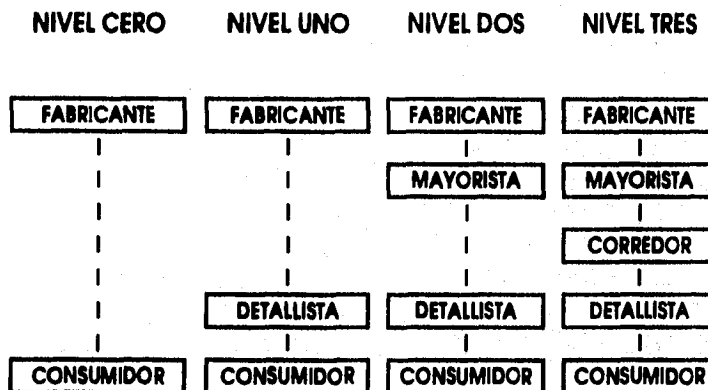 NIVEL CERO NIVEL UNO NIVEL DOS NIVEL TRES
FABRICANTE FABRICANTE FABRICANTE FABRICANTE
MAYORISTA MAYORISTA
CORREDOR
DETALLISTA DETALLISTA DETALLISTA
CONSUMIDOR CONSUMIDOR CONSUMIDOR CONSUMIDOR